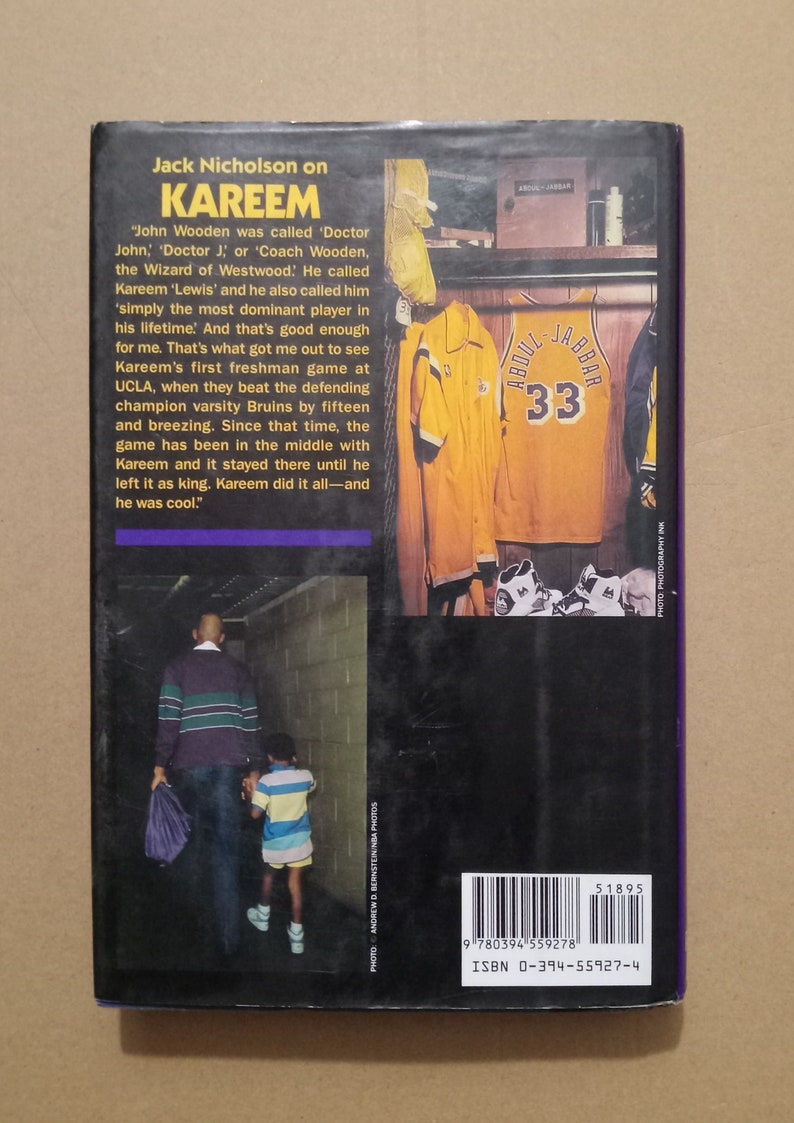 Jack Nicholson on
KAREEM
"John Wooden was called 'Doctor
John,' 'Doctor J,' or 'Coach Wooden,
the Wizard of Westwood.' He called
Kareem 'Lewis' and he also called him
'simply the most dominant player in
his lifetime.' And that's good enough
for me. That's what got me out to see
Kareem's first freshman game at
UCLA, when they beat the defending
champion varsity Bruins by fifteen
and breezing. Since that time, the
game has been in the middle with
Kareem and it stayed there until he
left it as king. Kareem did it all—and
he was cool."
ABDUL-JABBAR
ABDUL-JABBAR
33
PHOTO: PHOTOGRAPHY INK
PHOTO: © ANDREW D. BERNSTEIN/NBA PHOTOS
51895
9 780394 559278
ISBN 0-394-55927-4